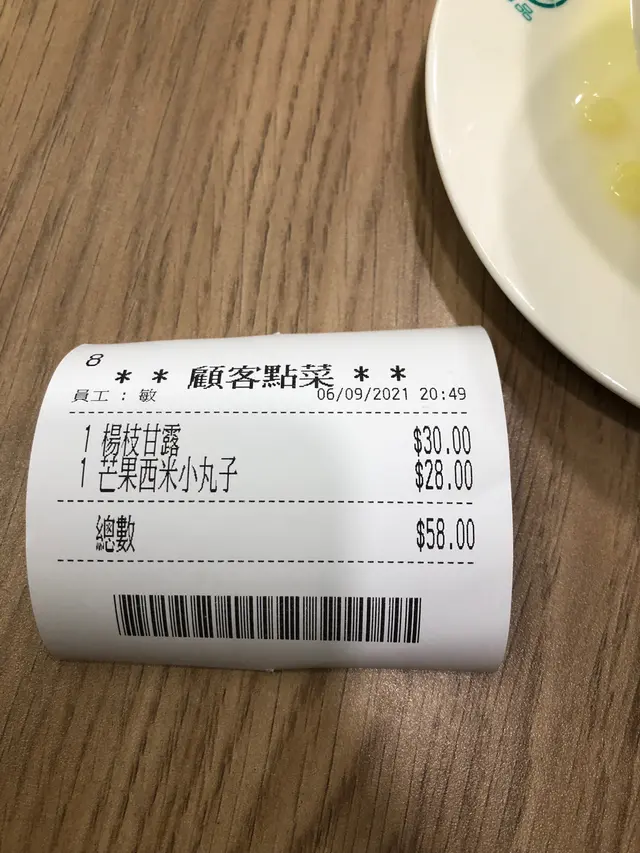 品
8
* * 顧客點菜 * *
員工 : 敏 06/09/2021 20:49
1 楊枝甘露 $30.00
1 芒果西米小丸子 $28.00
總數 $58.00